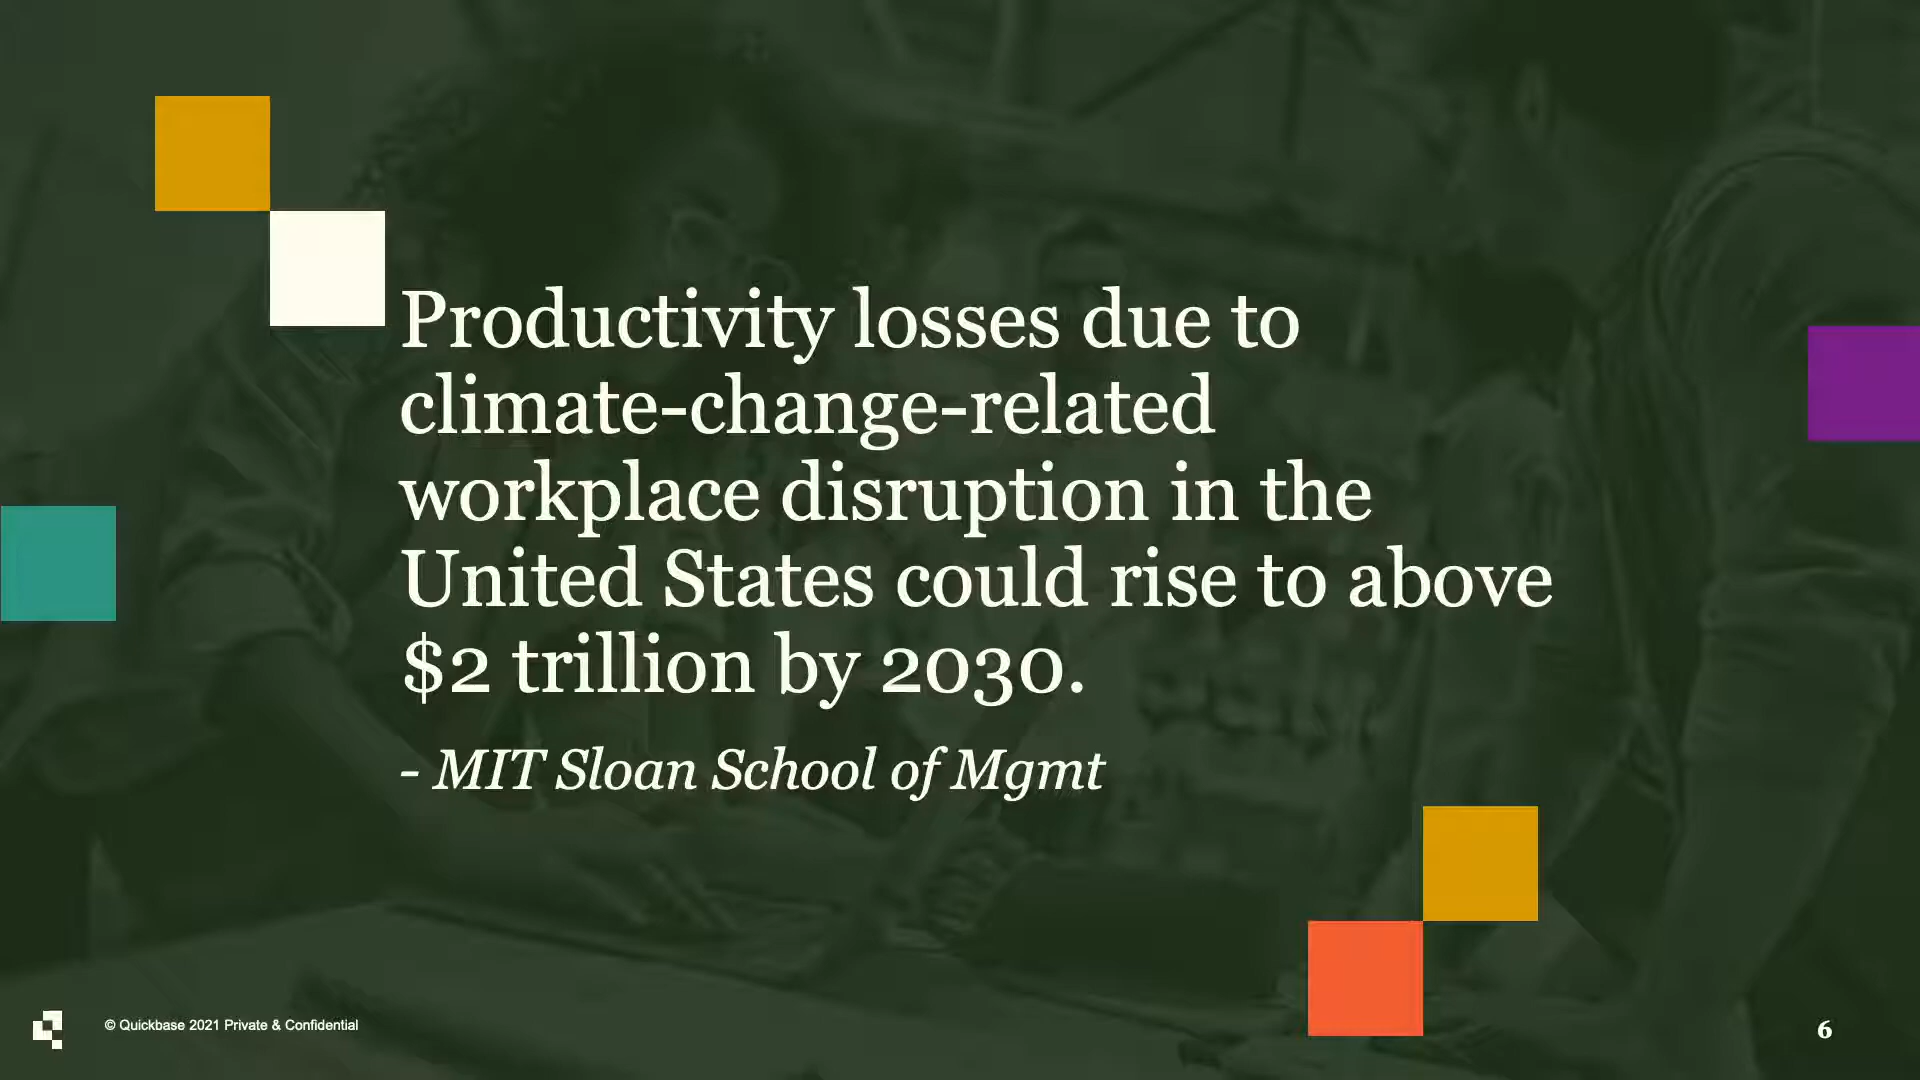 Productivity losses due to
climate-change-related
workplace disruption in the
United States could rise to above
$2 trillion by 2030.
- MIT Sloan School of Mgmt
© Quickbase 2021 Private & Confidential
6